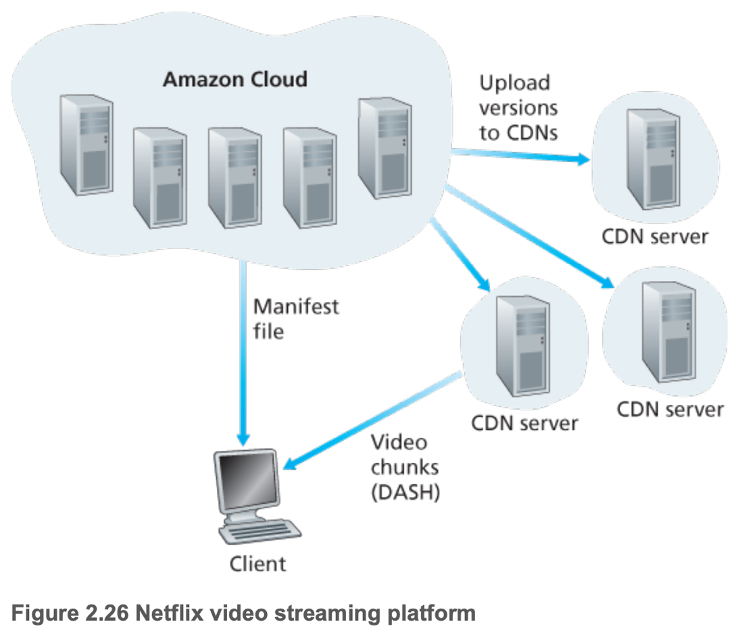 Amazon Cloud
Upload
versions
to CDNs
CDN server
Manifest
file
CDN server
CDN server
Video
chunks
(DASH)
Client
Figure 2.26 Netflix video streaming platform